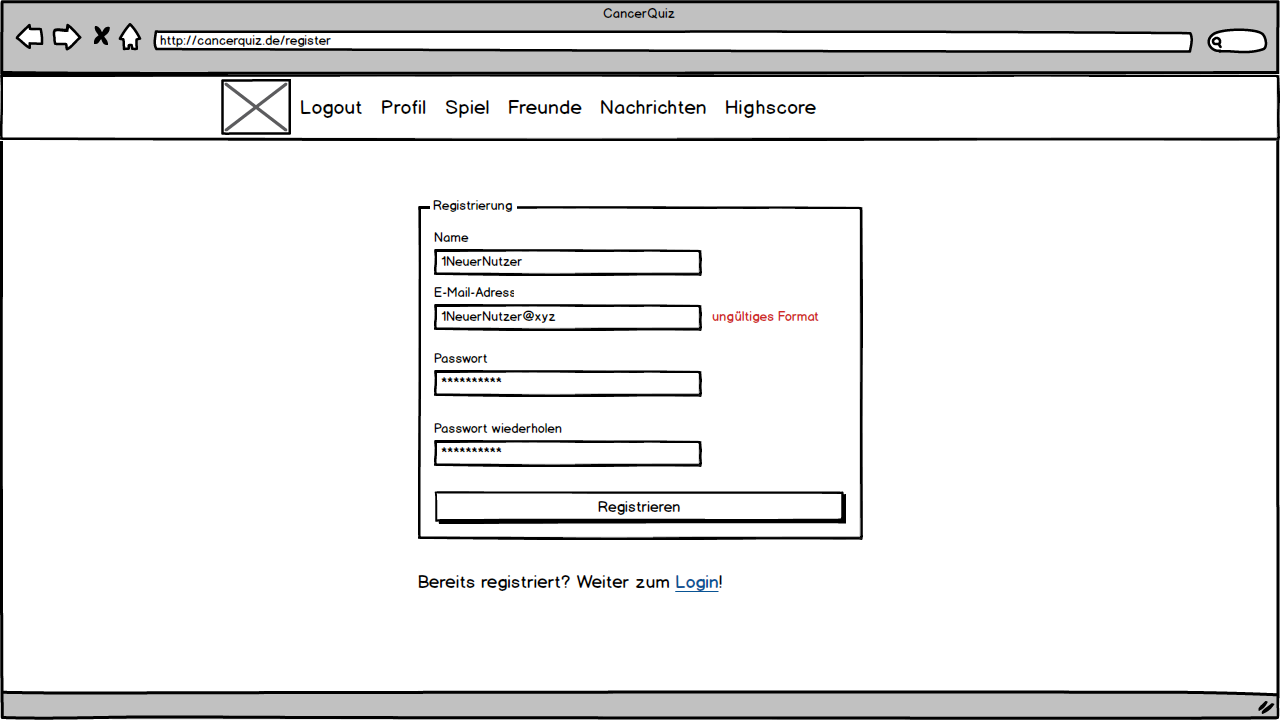 CancerQuiz
http://cancerquiz.de/register
Logout Profil Spiel Freunde Nachrichten Highscore
Registrierung
Name
1NeuerNutzer
E-Mail-Adress
1NeuerNutzer@xyz ungültiges Format
Passwort
**********
Passwort wiederholen
**********
Registrieren
Bereits registriert? Weiter zum Login!